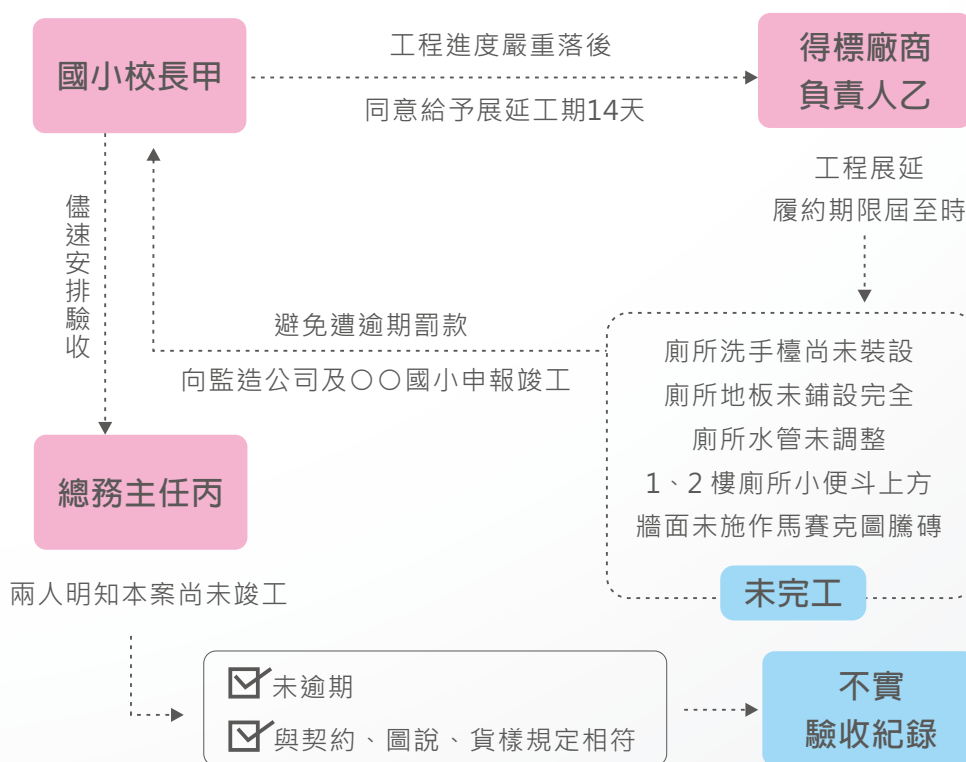 國小校長甲
工程進度嚴重落後
同意給予展延工期14天
得標廠商
負責人乙
工程展延
履約期限屆至時
儘速安排驗收
避免遭逾期罰款
向監造公司及〇〇國小申報竣工
廁所洗手檯尚未裝設
廁所地板未鋪設完全
廁所水管未調整
1、2 樓廁所小便斗上方
牆面未施作馬賽克圖騰磚
未完工
總務主任丙
兩人明知本案尚未竣工
未逾期
與契約、圖說、貨樣規定相符
不實
驗收紀錄